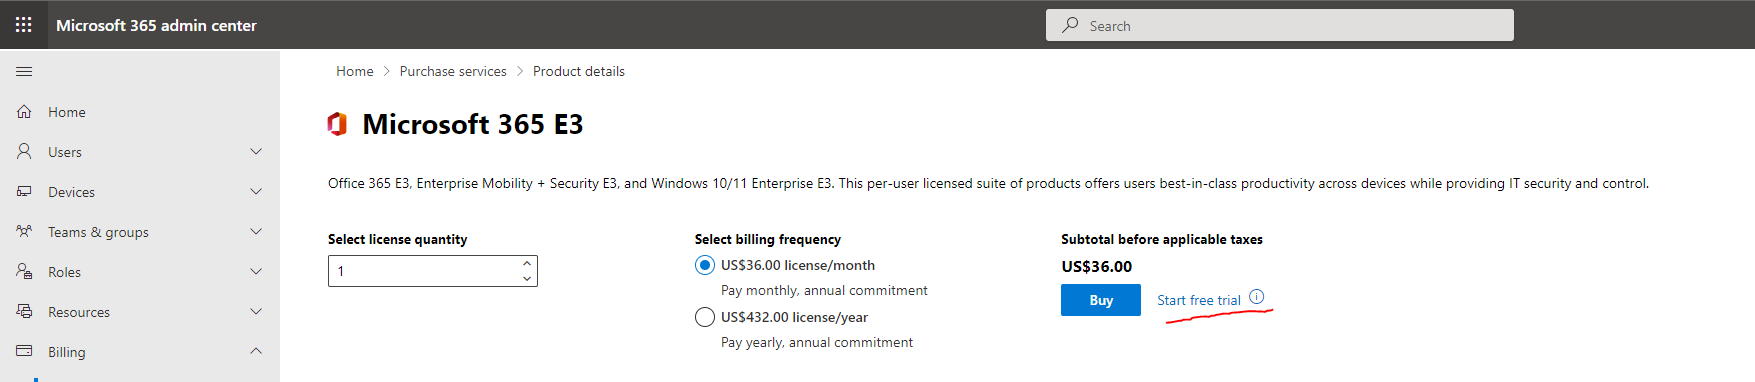 Microsoft 365 admin center
Search
Home
Users
Devices
Teams & groups
Roles
Resources
Billing
Home > Purchase services > Product details
Microsoft 365 E3
Office 365 E3, Enterprise Mobility + Security E3, and Windows 10/11 Enterprise E3. This per-user licensed suite of products offers users best-in-class productivity across devices while providing IT security and control.
Select license quantity
1
Select billing frequency
US$36.00 license/month
Pay monthly, annual commitment
US$432.00 license/year
Pay yearly, annual commitment
Subtotal before applicable taxes
US$36.00
Buy
Start free trial